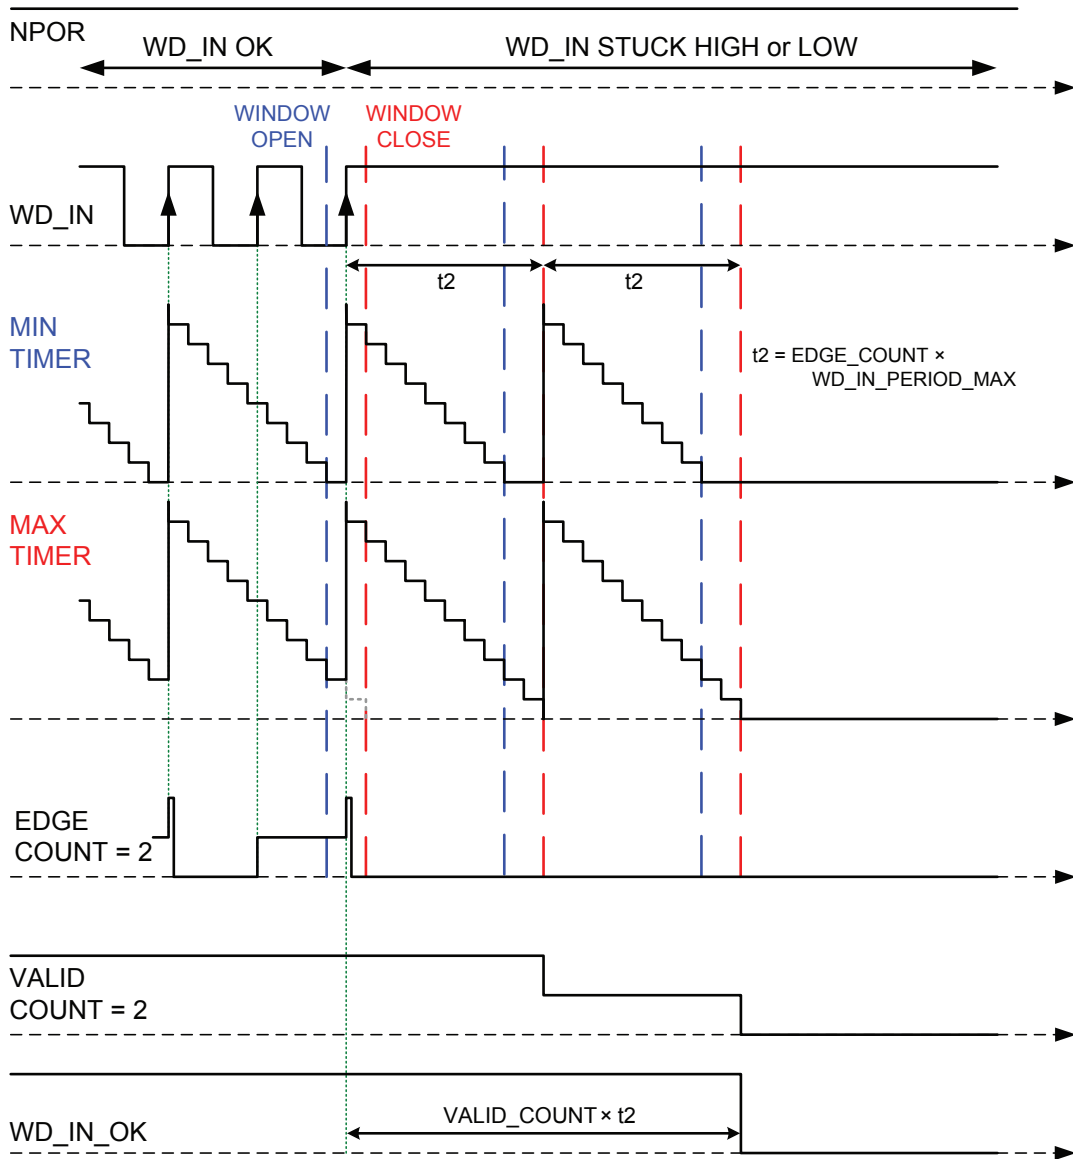 NPOR
WD_IN OK
WD_IN STUCK HIGH or LOW
WINDOW
OPEN
WINDOW
CLOSE
WD_IN
t2
t2
MIN
TIMER
t2 = EDGE_COUNT ×
WD_IN_PERIOD_MAX
MAX
TIMER
EDGE
COUNT = 2
VALID
COUNT = 2
VALID_COUNT × t2
WD_IN_OK